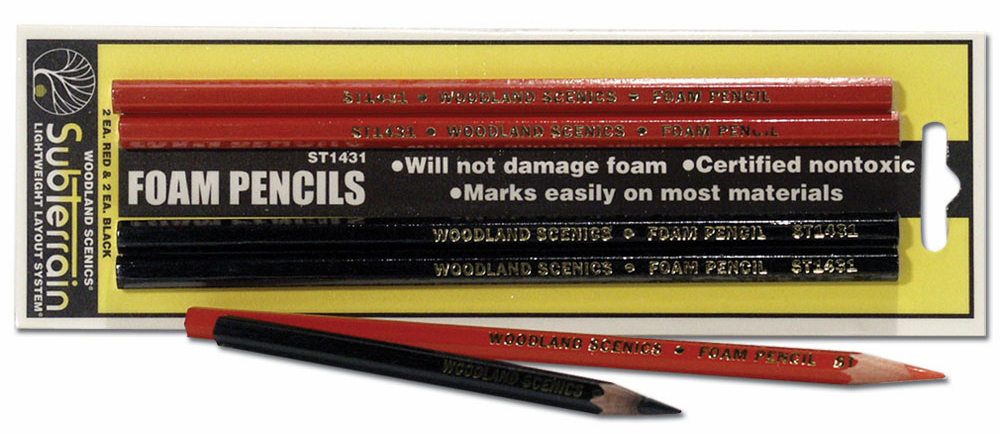 Subterrain
WOODLAND SCENICS®
LIGHTWEIGHT LAYOUT SYSTEM®
2 EA. RED & 2 EA. BLACK
ST1431 • WOODLAND SCENICS • FOAM PENCIL
ST1431 • WOODLAND SCENICS • FOAM PENCIL
ST1431
FOAM PENCILS
•Will not damage foam •Certified nontoxic
•Marks easily on most materials
WOODLAND SCENICS • FOAM PENCIL ST1431
WOODLAND SCENICS • FOAM PENCIL ST1431
WOODLAND SCENICS • FOAM PENCIL ST
WOODLAND SCENICS